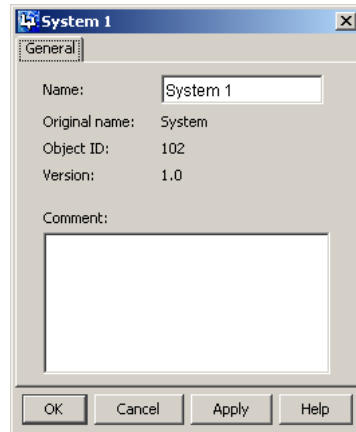 System 1
General
Name: System 1
Original name: System
Object ID: 102
Version: 1.0
Comment:
OK Cancel Apply Help